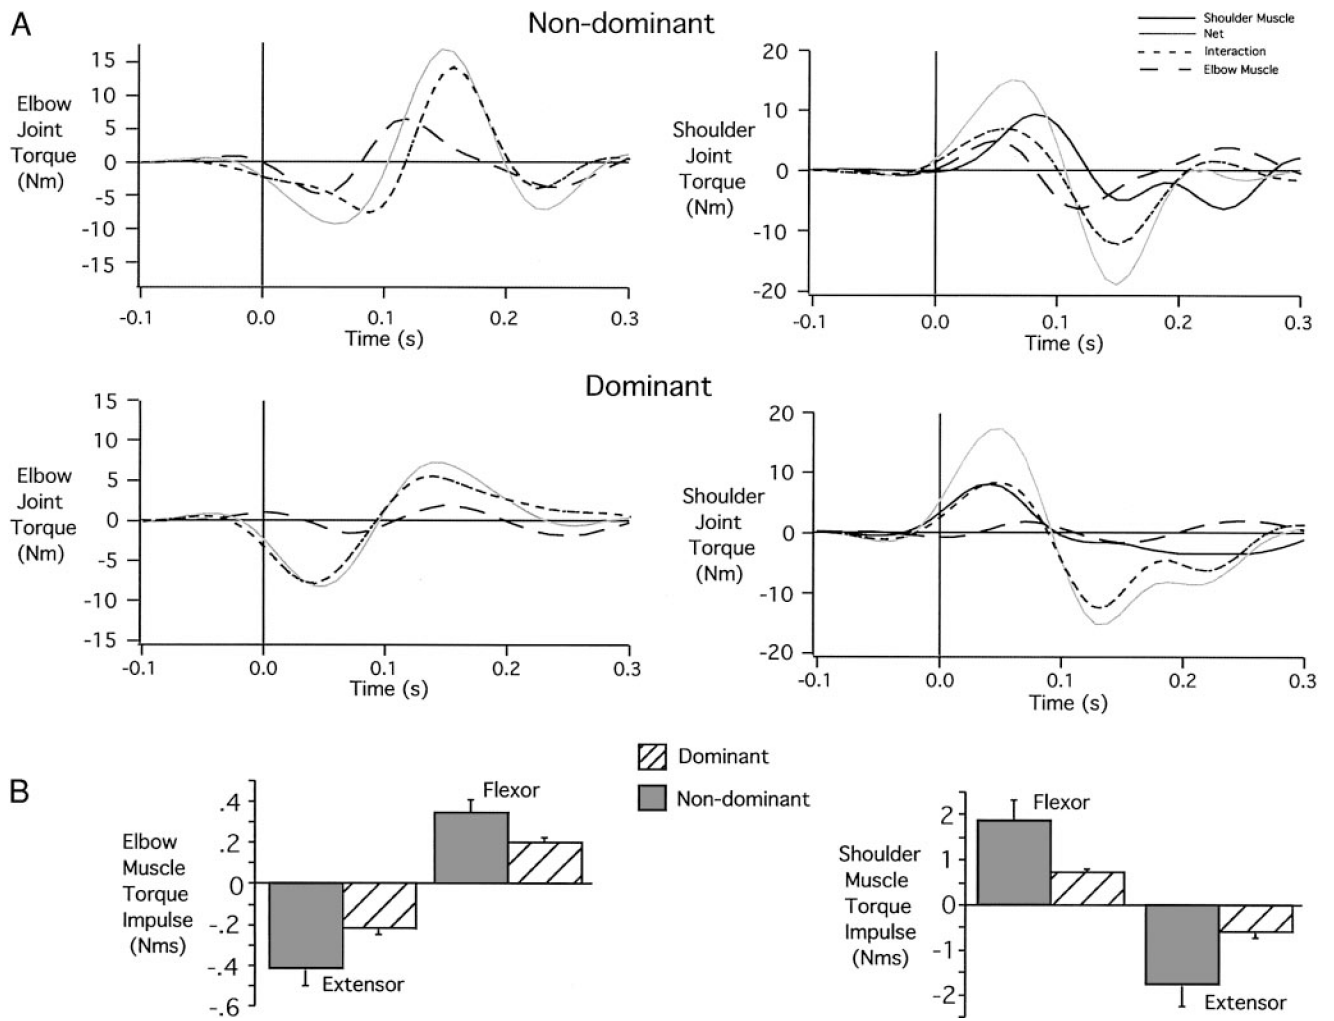 A
Non-dominant
Shoulder Muscle
Net
Interaction
Elbow Muscle
Elbow
Joint
Torque
(Nm)
15
10
5
0
-5
-10
-15
-0.1 0.0 0.1 0.2 0.3
Time (s)
Shoulder
Joint
Torque
(Nm)
20
10
0
-10
-20
-0.1 0.0 0.1 0.2 0.3
Time (s)
Dominant
Elbow
Joint
Torque
(Nm)
15
10
5
0
-5
-10
-15
-0.1 0.0 0.1 0.2 0.3
Time (s)
Shoulder
Joint
Torque
(Nm)
20
10
0
-10
-20
-0.1 0.0 0.1 0.2 0.3
Time (s)
B
Dominant
Non-dominant
Elbow
Muscle
Torque
Impulse
(Nms)
.4
.2
0
-.2
-.4
-.6
Flexor
Extensor
Shoulder
Muscle
Torque
Impulse
(Nms)
2
1
0
-1
-2
Flexor
Extensor